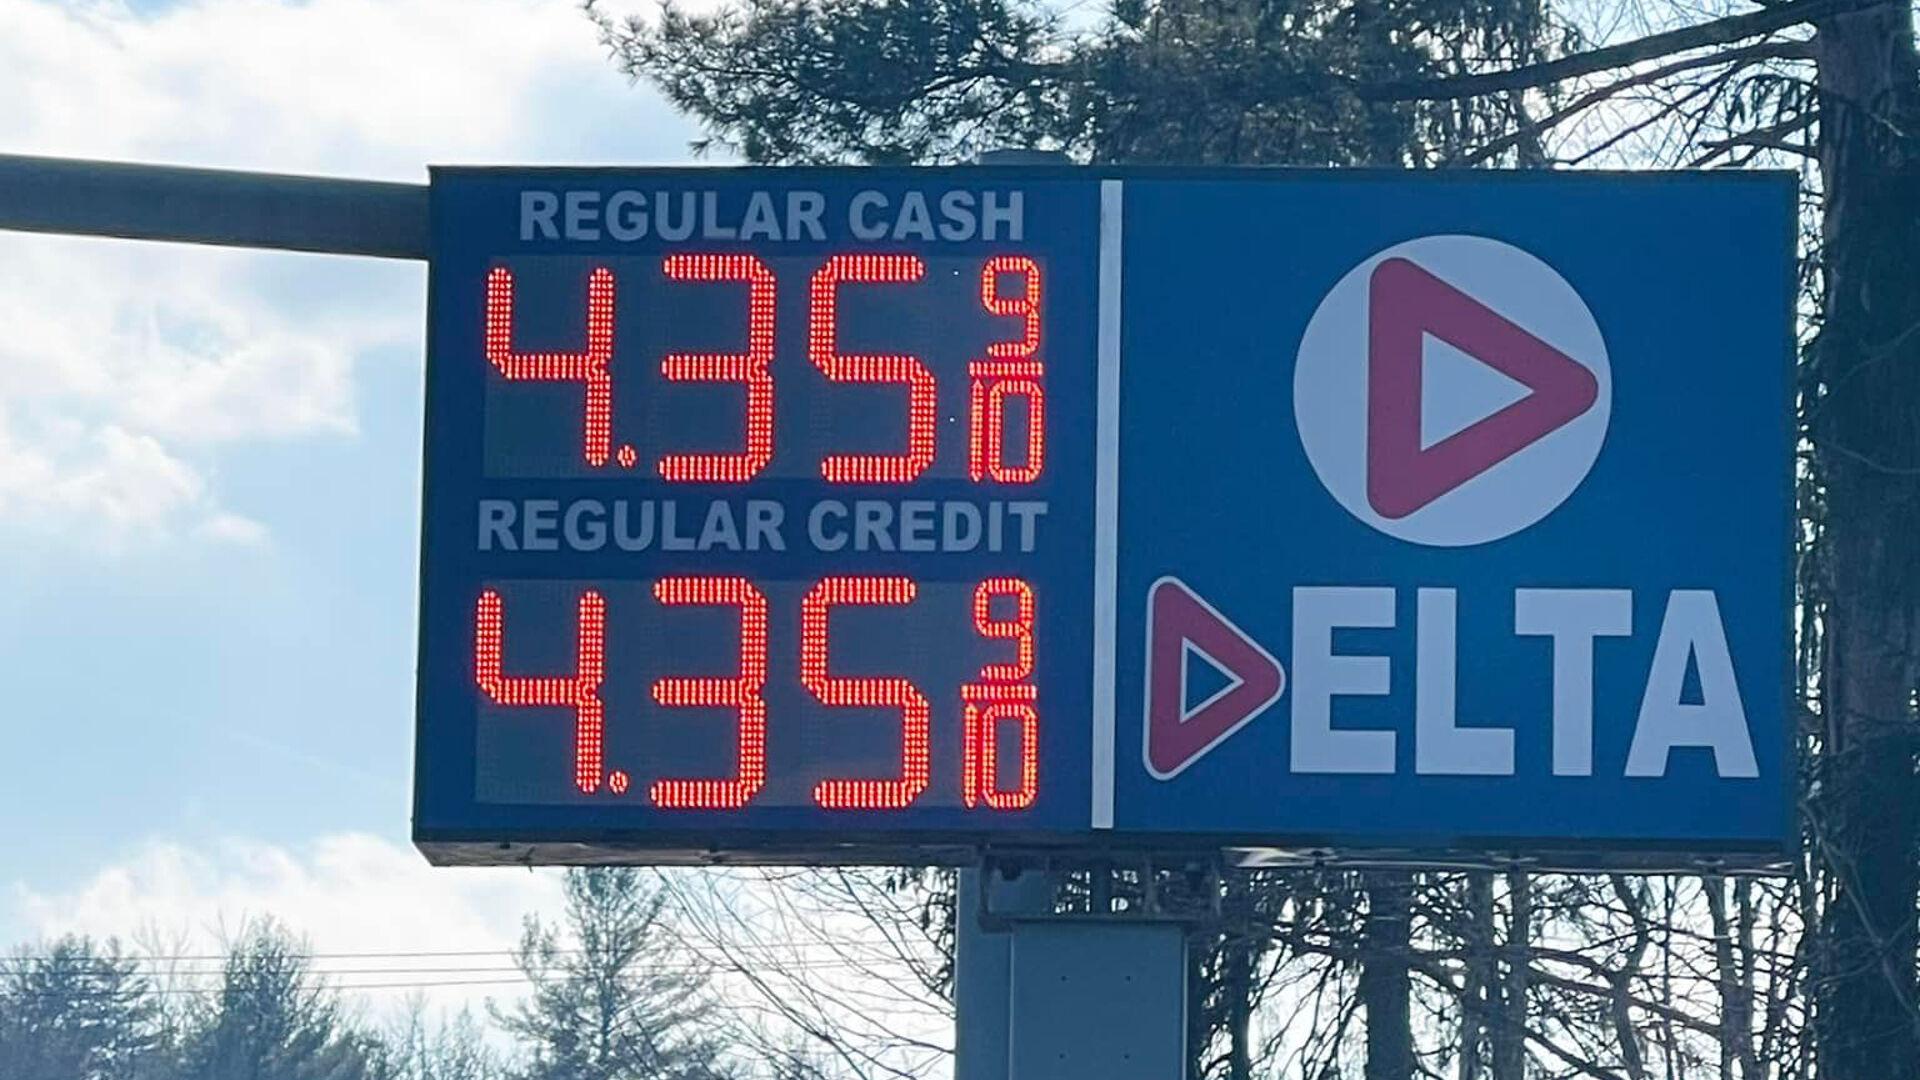 REGULAR CASH
4.35 9/10
REGULAR CREDIT
4.35 9/10
DELTA